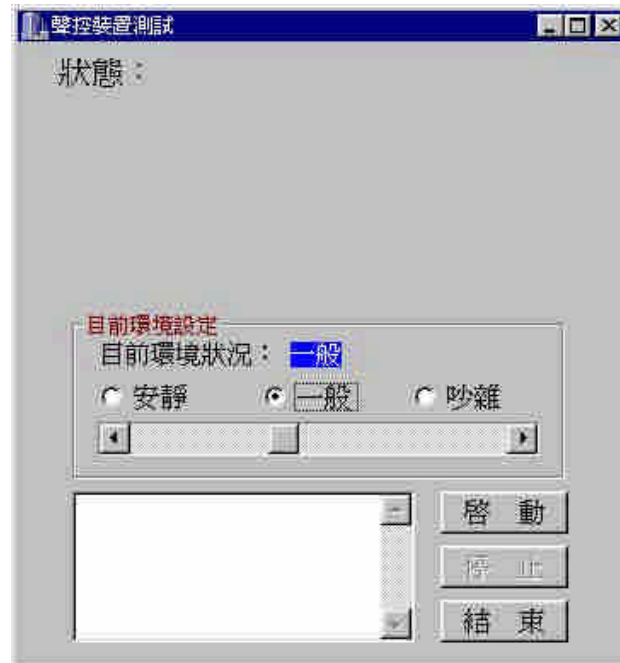 聲控裝置測試
狀態：
目前環境設定
目前環境狀況： 一般
安靜 一般 吵雜
啟 動
停 止
結 束